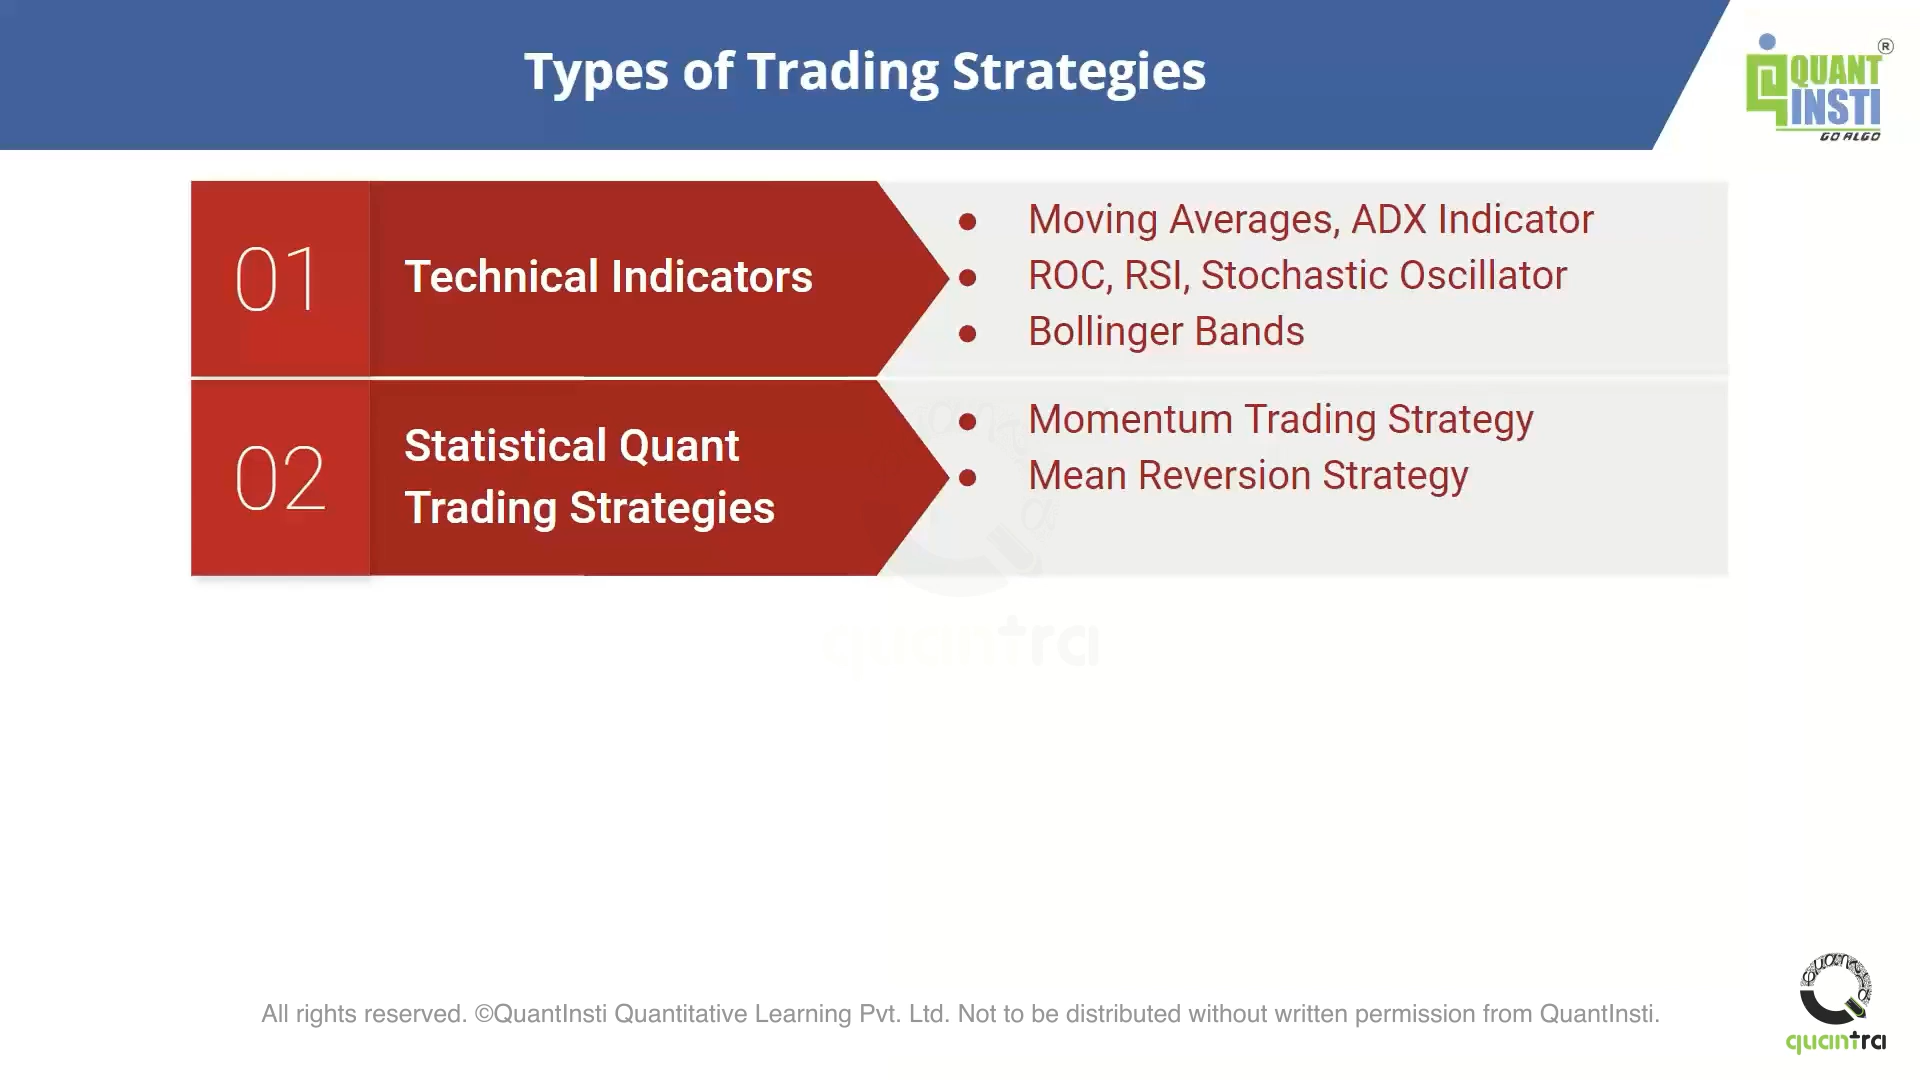 Types of Trading Strategies
QUANT
INSTI
®
GO ALGO
01
Technical Indicators
● Moving Averages, ADX Indicator
● ROC, RSI, Stochastic Oscillator
● Bollinger Bands
02
Statistical Quant
Trading Strategies
● Momentum Trading Strategy
● Mean Reversion Strategy
quantra
All rights reserved. ©QuantInsti Quantitative Learning Pvt. Ltd. Not to be distributed without written permission from QuantInsti.
quantra